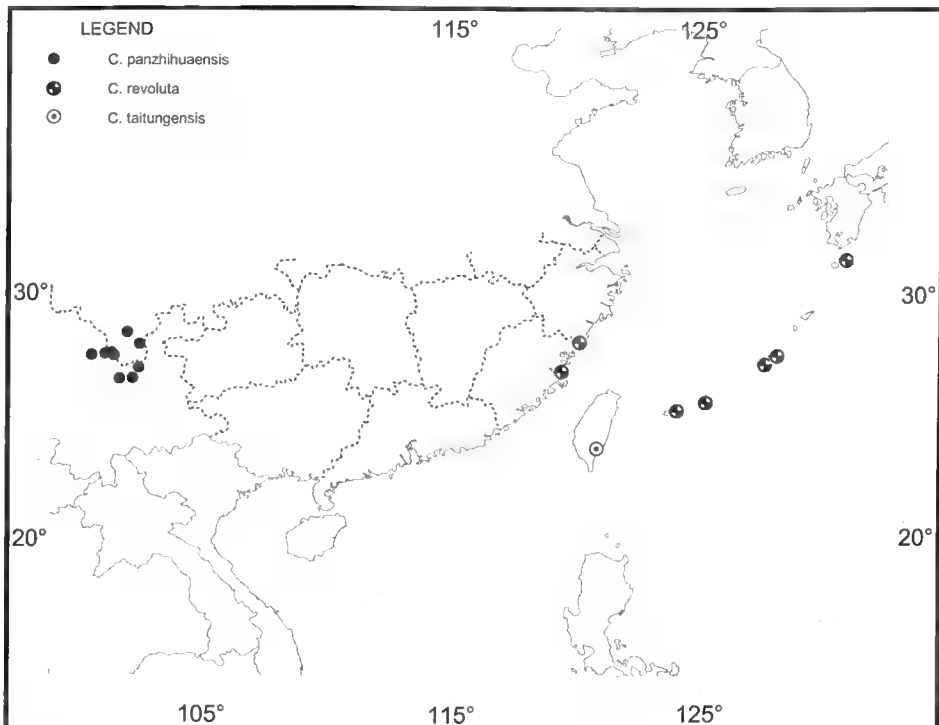 LEGEND
C. panzhihuaensis
C. revoluta
C. taitungensis
115° 125°
30° 30°
20° 20°
105° 115° 125°